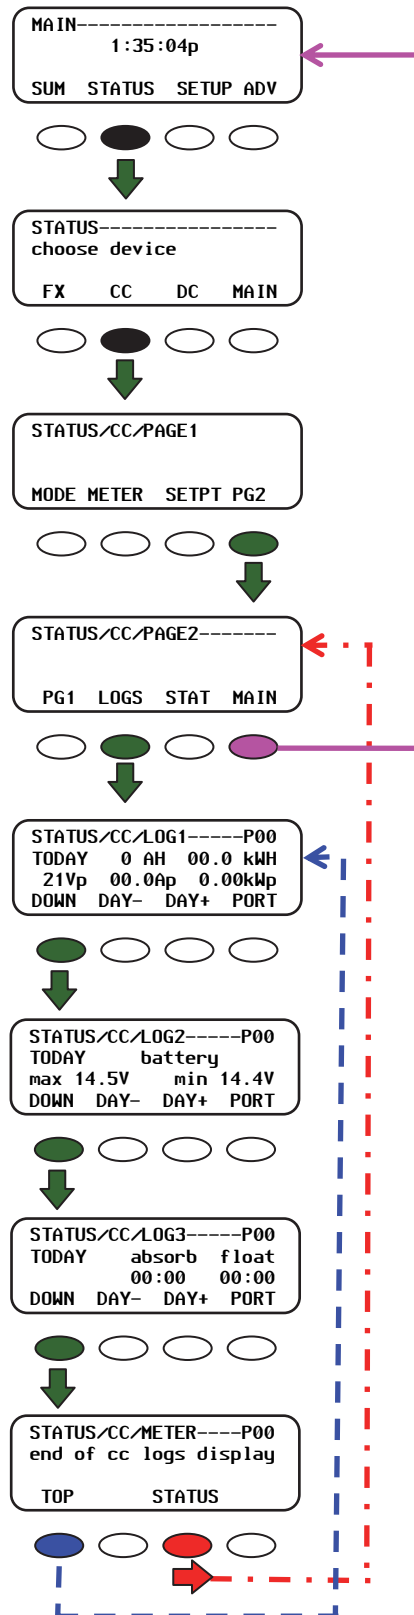 MAIN-------------------
1:35:04p
SUM STATUS SETUP ADV
STATUS-----------------
choose device
FX CC DC MAIN
STATUS/CC/PAGE1
MODE METER SETPT PG2
STATUS/CC/PAGE2-------
PG1 LOGS STAT MAIN
STATUS/CC/LOG1-----P00
TODAY 0 AH 00.0 kWH
21Vp 00.0Ap 0.00kWp
DOWN DAY- DAY+ PORT
STATUS/CC/LOG2-----P00
TODAY battery
max 14.5V min 14.4V
DOWN DAY- DAY+ PORT
STATUS/CC/LOG3-----P00
TODAY absorb float
00:00 00:00
DOWN DAY- DAY+ PORT
STATUS/CC/METER----P00
end of cc logs display
TOP STATUS